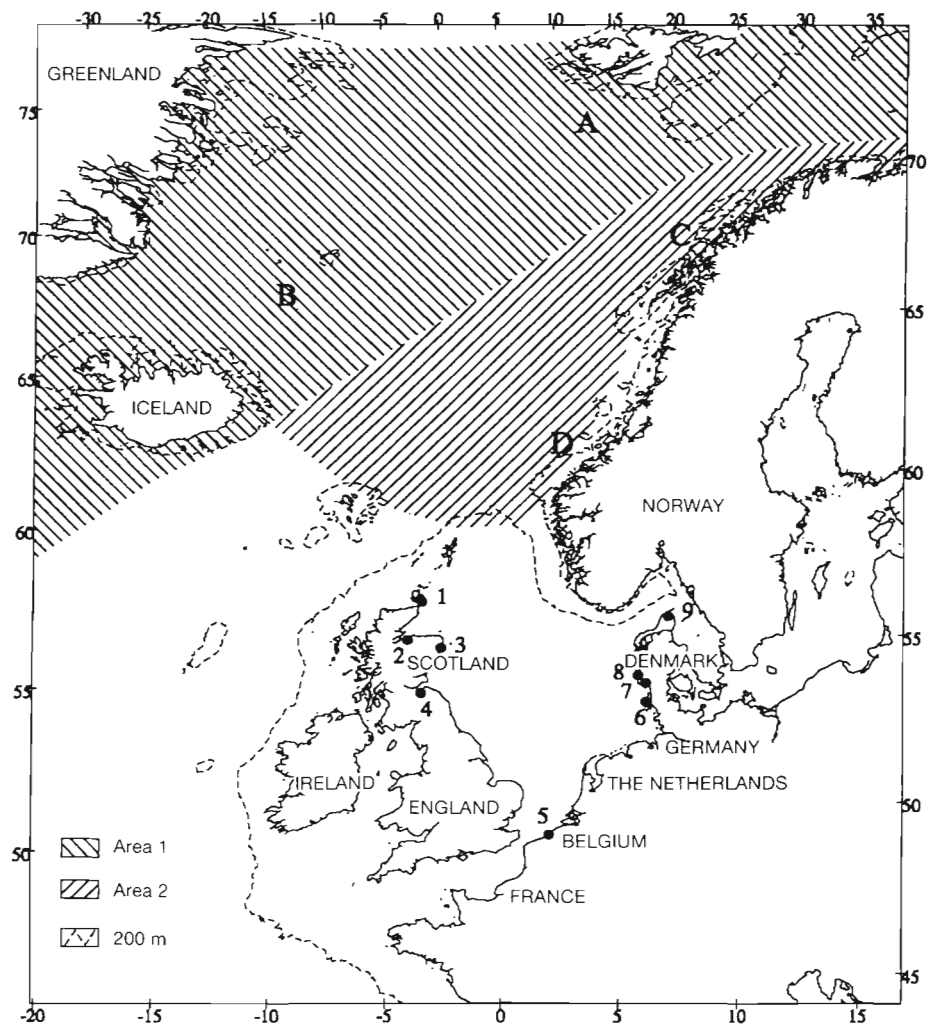 -30 -25 -20 -15 -10 -5 0 5 10 15 20 25 30 35
GREENLAND
A
75
70
C
70
B
65
65
ICELAND
D
60
NORWAY
60
1
9
2 3
SCOTLAND
55
8 DENMARK
7
55
4
6
GERMANY
IRELAND
THE NETHERLANDS
ENGLAND
50
5
BELGIUM
Area 1
50
Area 2
FRANCE
200 m
45
-20 -15 -10 -5 0 5 10 15